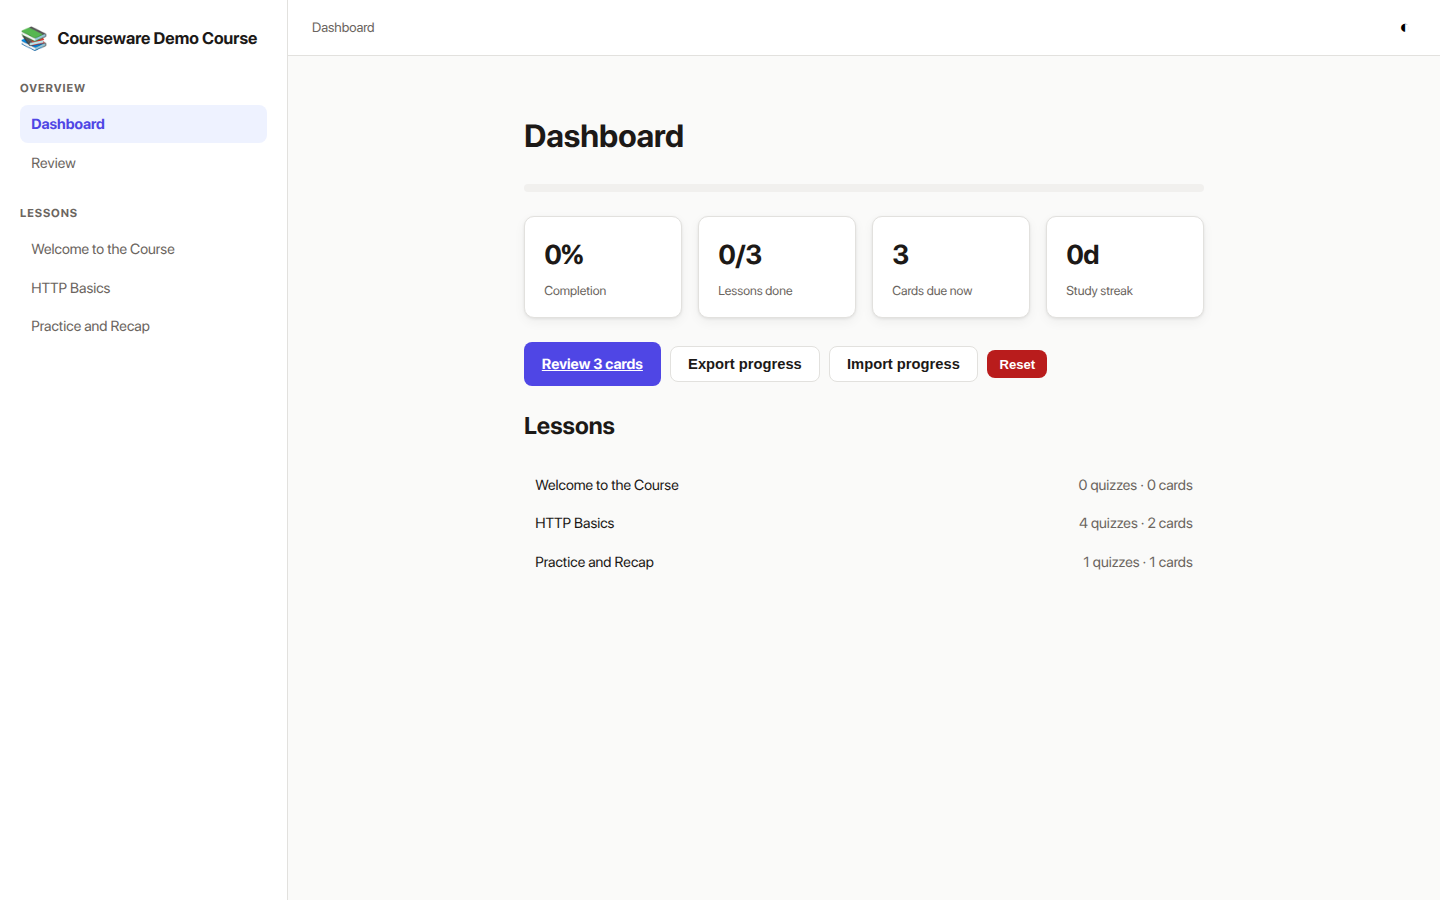 Courseware Demo Course
OVERVIEW
Dashboard
Review
LESSONS
Welcome to the Course
HTTP Basics
Practice and Recap
Dashboard
Dashboard
0%
Completion
0/3
Lessons done
3
Cards due now
0d
Study streak
Review 3 cards
Export progress
Import progress
Reset
Lessons
Welcome to the Course
0 quizzes · 0 cards
HTTP Basics
4 quizzes · 2 cards
Practice and Recap
1 quizzes · 1 cards